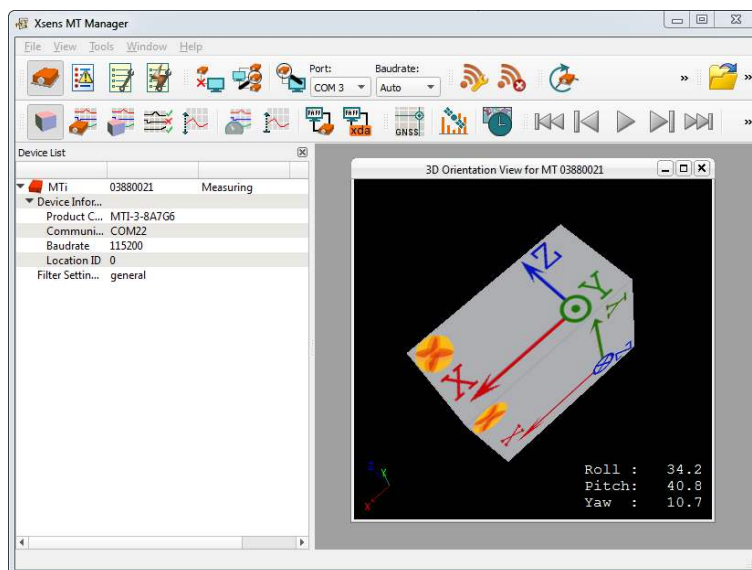 Xsens MT Manager
File View Tools Window Help
Port: Baudrate:
COM 3 Auto
»
»
xda
GNSS
»
Device List
MTi 03880021 Measuring
Device Infor...
Product C... MTI-3-8A7G6
Communi... COM22
Baudrate 115200
Location ID 0
Filter Settin... general
3D Orientation View for MT 03880021
Z
Y
X
Y
Z
X
Z
Y
X
Roll : 34.2
Pitch: 40.8
Yaw : 10.7